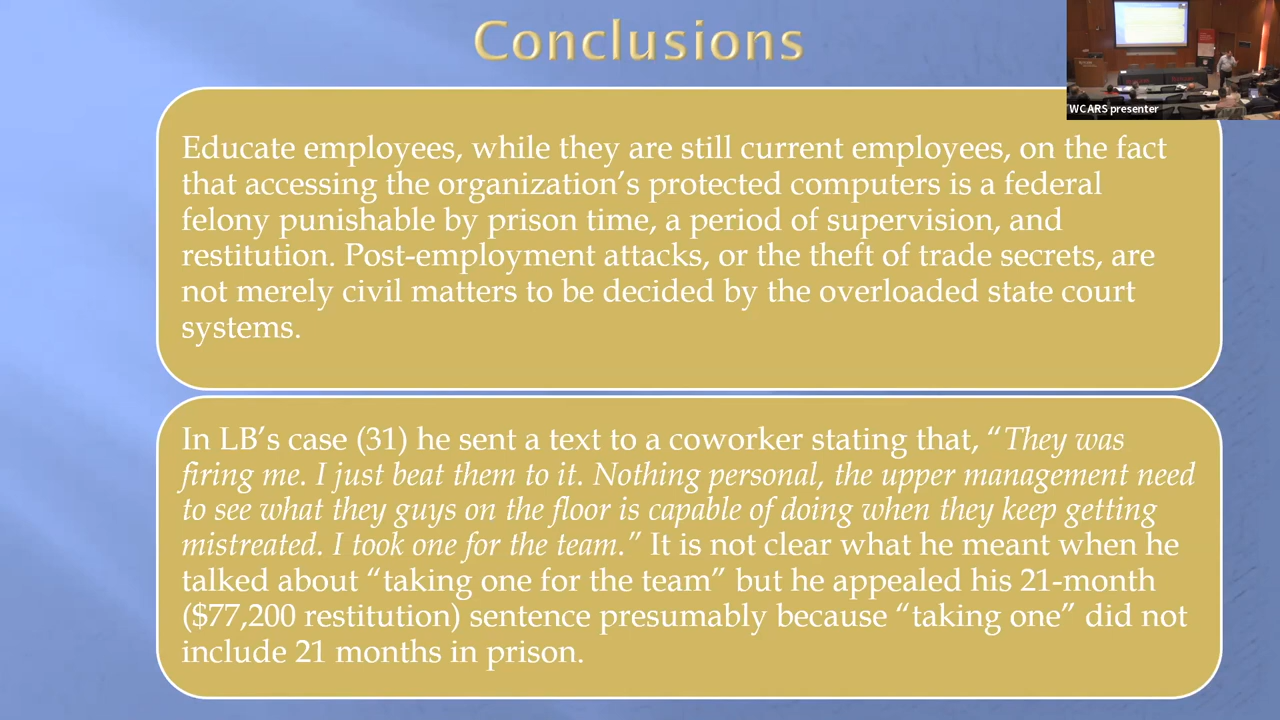 Conclusions
WCARS presenter
Educate employees, while they are still current employees, on the fact
that accessing the organization’s protected computers is a federal
felony punishable by prison time, a period of supervision, and
restitution. Post-employment attacks, or the theft of trade secrets, are
not merely civil matters to be decided by the overloaded state court
systems.
In LB’s case (31) he sent a text to a coworker stating that, “They was
firing me. I just beat them to it. Nothing personal, the upper management need
to see what they guys on the floor is capable of doing when they keep getting
mistreated. I took one for the team.” It is not clear what he meant when he
talked about “taking one for the team” but he appealed his 21-month
($77,200 restitution) sentence presumably because “taking one” did not
include 21 months in prison.